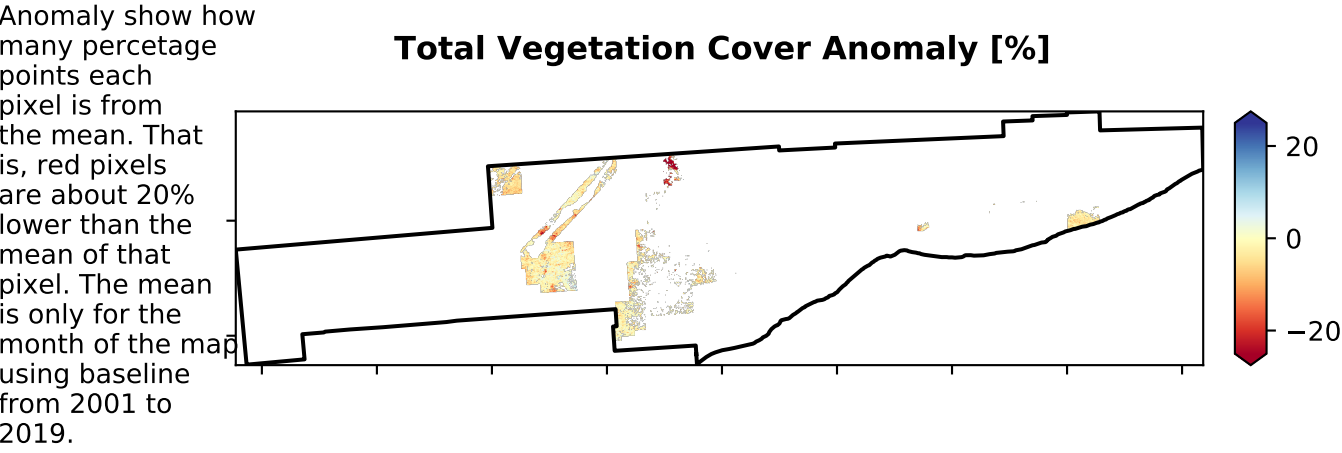 Anomaly show how
many percetage
points each
pixel is from
the mean. That
is, red pixels
are about 20%
lower than the
mean of that
pixel. The mean
is only for the
month of the map
using baseline
from 2001 to
2019.
Total Vegetation Cover Anomaly [%]
20
0
−20